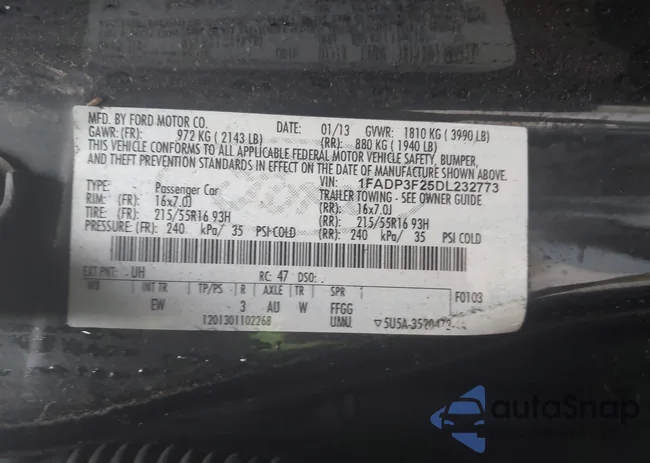 MFD. BY FORD MOTOR CO.
DATE: 01/13 GVWR: 1810 KG ( 3990 LB)
GAWR: (FR): 972 KG ( 2143 LB) (RR): 880 KG ( 1940 LB)
THIS VEHICLE CONFORMS TO ALL APPLICABLE FEDERAL MOTOR VEHICLE SAFETY, BUMPER,
AND THEFT PREVENTION STANDARDS IN EFFECT ON THE DATE OF MANUFACTURE SHOWN ABOVE.
VIN: 1FADP3F25DL232773
TYPE: Passenger Car TRAILER TOWING - SEE OWNER GUIDE
RIM: (FR): 16x7.0J (RR): 16x7.0J
TIRE: (FR): 215/55R16 93H (RR): 215/55R16 93H
PRESSURE: (FR): 240 kPa/ 35 PSI COLD (RR): 240 kPa/ 35 PSI COLD
EXT PNT: UH RC: 47 DSO:
WB INT TR TP/PS R AXLE TR SPR F0103
EW 3 AU W FFGG
1201301102268 UMU
autoSnap